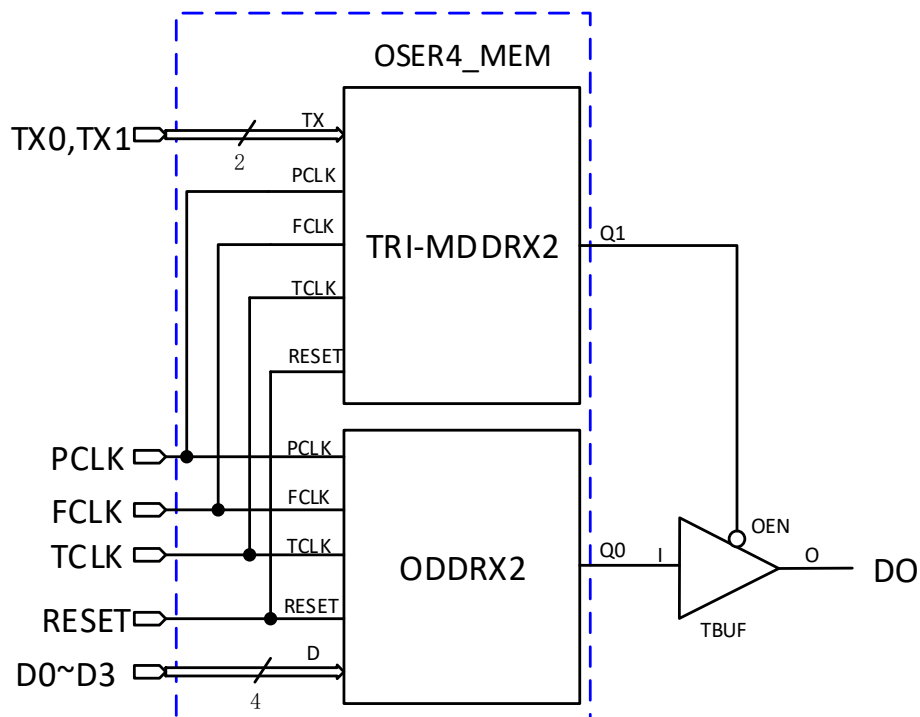 OSER4_MEM
TX0,TX1
TX
2
PCLK
FCLK
TRI-MDDRX2
Q1
TCLK
RESET
PCLK
PCLK
FCLK
FCLK
OEN
TCLK
TCLK
ODDRX2
Q0
I
O
DO
RESET
RESET
TBUF
D0~D3
D
4